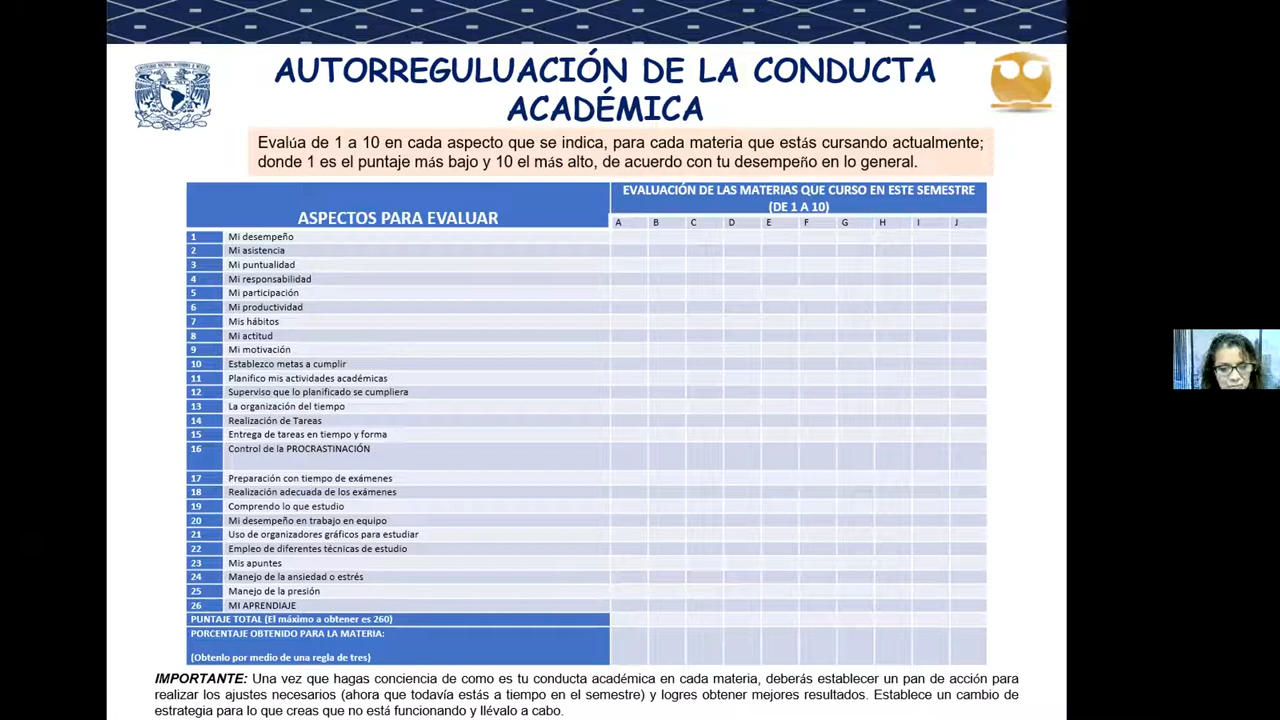 AUTORREGULUACIÓN DE LA CONDUCTA
ACADÉMICA
Evalúa de 1 a 10 en cada aspecto que se indica, para cada materia que estás cursando actualmente;
donde 1 es el puntaje más bajo y 10 el más alto, de acuerdo con tu desempeño en lo general.
ASPECTOS PARA EVALUAR
EVALUACIÓN DE LAS MATERIAS QUE CURSO EN ESTE SEMESTRE
(DE 1 A 10)
A B C D E F G H I J
1 Mi desempeño
2 Mi asistencia
3 Mi puntualidad
4 Mi responsabilidad
5 Mi participación
6 Mi productividad
7 Mis hábitos
8 Mi actitud
9 Mi motivación
10 Establezco metas a cumplir
11 Planifico mis actividades académicas
12 Superviso que lo planificado se cumpliera
13 La organización del tiempo
14 Realización de Tareas
15 Entrega de tareas en tiempo y forma
16 Control de la PROCRASTINACIÓN
17 Preparación con tiempo de exámenes
18 Realización adecuada de los exámenes
19 Comprendo lo que estudio
20 Mi desempeño en trabajo en equipo
21 Uso de organizadores gráficos para estudiar
22 Empleo de diferentes técnicas de estudio
23 Mis apuntes
24 Manejo de la ansiedad o estrés
25 Manejo de la presión
26 MI APRENDIAJE
PUNTAJE TOTAL (El máximo a obtener es 260)
PORCENTAJE OBTENIDO PARA LA MATERIA:
(Obtenlo por medio de una regla de tres)
IMPORTANTE: Una vez que hagas conciencia de como es tu conducta académica en cada materia, deberás establecer un pan de acción para
realizar los ajustes necesarios (ahora que todavía estás a tiempo en el semestre) y logres obtener mejores resultados. Establece un cambio de
estrategia para lo que creas que no está funcionando y llévalo a cabo.